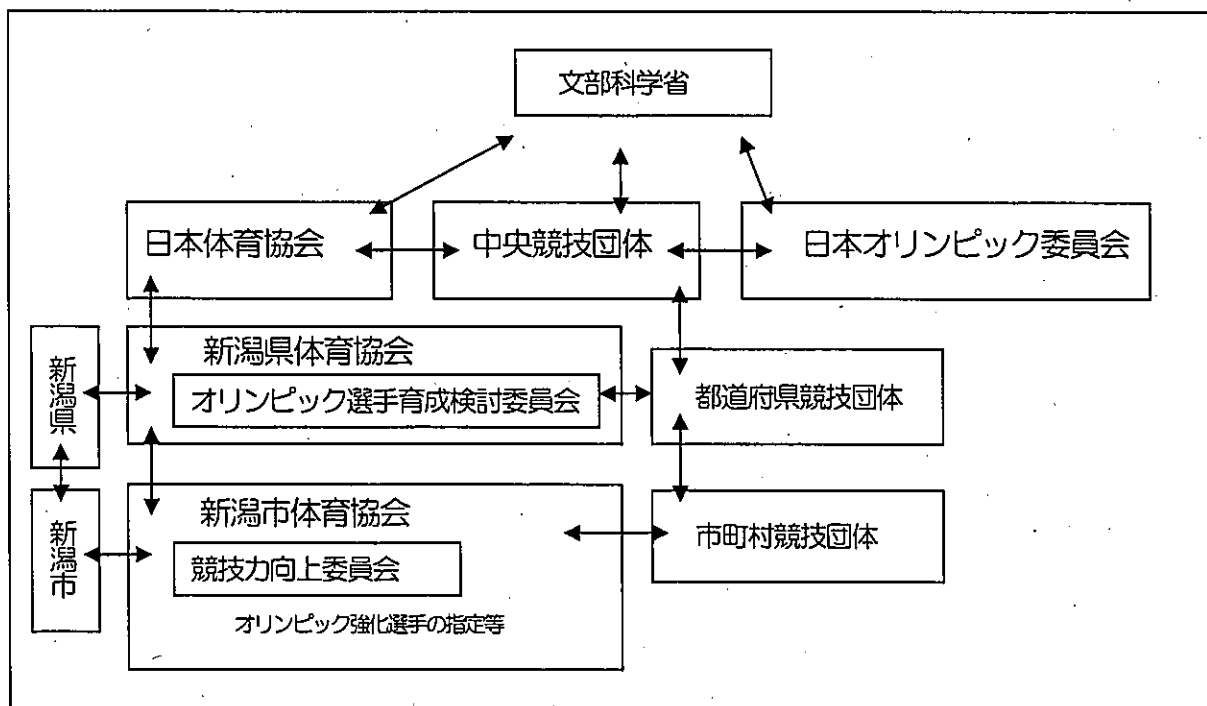 文部科学省
日本体育協会
中央競技団体
日本オリンピック委員会
新潟県
新潟県体育協会
オリンピック選手育成検討委員会
都道府県競技団体
新潟市
新潟市体育協会
競技力向上委員会
オリンピック強化選手の指定等
市町村競技団体